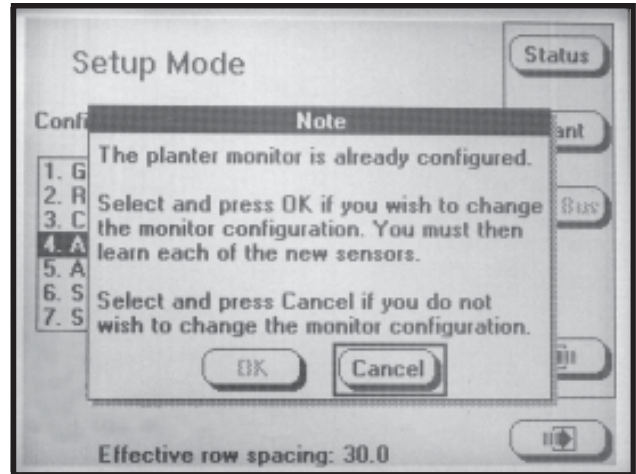 Setup Mode
Status
Confi
Note
ant
The planter monitor is already configured.
1. G
2. R
Select and press OK if you wish to change
Bus
3. C
the monitor configuration. You must then
4. A
learn each of the new sensors.
5. A
6. S
Select and press Cancel if you do not
7. S
wish to change the monitor configuration.
OK
Cancel
Effective row spacing: 30.0